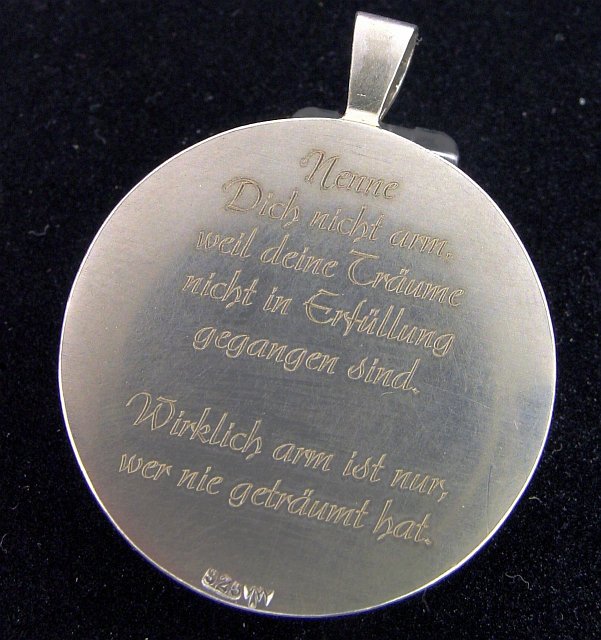 Nenne
Dich nicht arm,
weil deine Träume
nicht in Erfüllung
gegangen sind.
Wirklich arm ist nur,
wer nie geträumt hat.
925